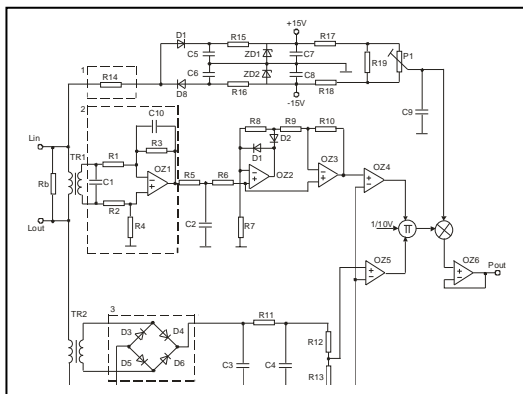 +15V
D1 R15 R17
ZD1 P1
C5 C7 R19
1
C6 ZD2 C8
R14
D8 R16 R18
-15V
2
C10 C9
R3 R8 R9 R10
Lin D2
TR1 R1 OZ1 D1 OZ3
Rb C1 R5 R6 OZ2 OZ4
R2
Lout R4 C2 R7 1/10V π
OZ5 OZ6 Pout
TR2 3
D3 D4 R11
R12
D5 D6 C3 C4
R13